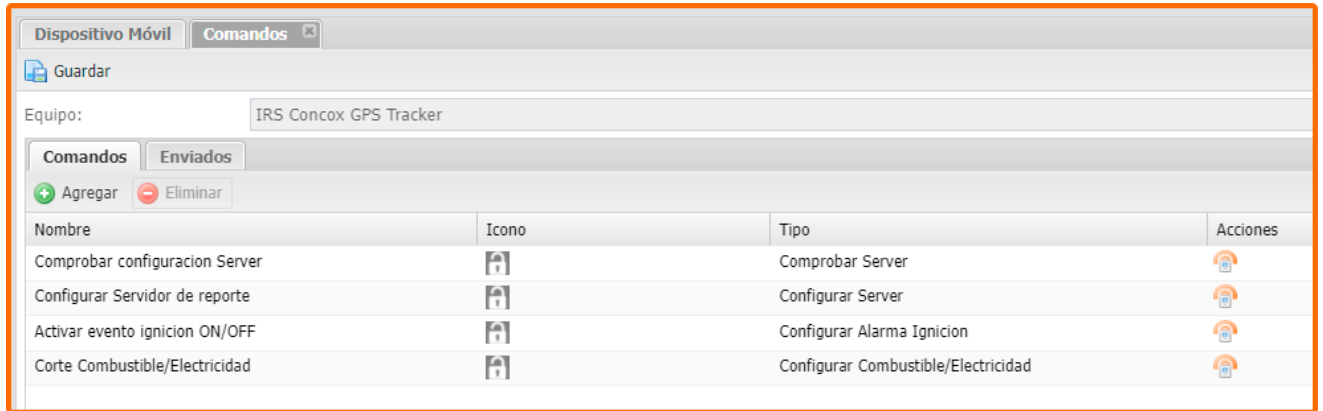 Dispositivo Móvil Comandos
Guardar
Equipo: IRS Concox GPS Tracker
Comandos Enviados
Agregar Eliminar
Nombre Icono Tipo Acciones
Comprobar configuracion Server Comprobar Server
Configurar Servidor de reporte Configurar Server
Activar evento ignicion ON/OFF Configurar Alarma Ignicion
Corte Combustible/Electricidad Configurar Combustible/Electricidad